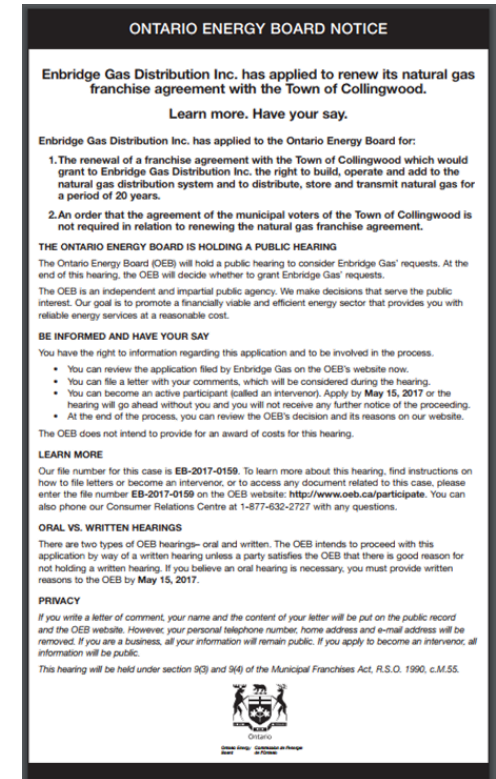 ONTARIO ENERGY BOARD NOTICE
Enbridge Gas Distribution Inc. has applied to renew its natural gas
franchise agreement with the Town of Collingwood.
Learn more. Have your say.
Enbridge Gas Distribution Inc. has applied to the Ontario Energy Board for:
1. The renewal of a franchise agreement with the Town of Collingwood which would
grant to Enbridge Gas Distribution Inc. the right to build, operate and add to the
natural gas distribution system and to distribute, store and transmit natural gas for
a period of 20 years.
2. An order that the agreement of the municipal voters of the Town of Collingwood is
not required in relation to renewing the natural gas franchise agreement.
THE ONTARIO ENERGY BOARD IS HOLDING A PUBLIC HEARING
The Ontario Energy Board (OEB) will hold a public hearing to consider Enbridge Gas' requests. At the
end of this hearing, the OEB will decide whether to grant Enbridge Gas' requests.
The OEB is an independent and impartial public agency. We make decisions that serve the public
interest. Our goal is to promote a financially viable and efficient energy sector that provides you with
reliable energy services at a reasonable cost.
BE INFORMED AND HAVE YOUR SAY
You have the right to information regarding this application and to be involved in the process.
• You can review the application filed by Enbridge Gas on the OEB's website now.
• You can file a letter with your comments, which will be considered during the hearing.
• You can become an active participant (called an intervenor). Apply by May 15, 2017 or the
hearing will go ahead without you and you will not receive any further notice of the proceeding.
• At the end of the process, you can review the OEB's decision and its reasons on our website.
The OEB does not intend to provide for an award of costs for this hearing.
LEARN MORE
Our file number for this case is EB-2017-0159. To learn more about this hearing, find instructions on
how to file letters or become an intervenor, or to access any document related to this case, please
enter the file number EB-2017-0159 on the OEB website: http://www.oeb.ca/participate. You can
also phone our Consumer Relations Centre at 1-877-632-2727 with any questions.
ORAL VS. WRITTEN HEARINGS
There are two types of OEB hearings– oral and written. The OEB intends to proceed with this
application by way of a written hearing unless a party satisfies the OEB that there is good reason for
not holding a written hearing. If you believe an oral hearing is necessary, you must provide written
reasons to the OEB by May 15, 2017.
PRIVACY
If you write a letter of comment, your name and the content of your letter will be put on the public record
and the OEB website. However, your personal telephone number, home address and e-mail address will be
removed. If you are a business, all your information will remain public. If you apply to become an intervenor, all
information will be public.
This hearing will be held under section 9(3) and 9(4) of the Municipal Franchises Act, R.S.O. 1990, c.M.55.
Ontario
Ontario Energy Commission de l'énergie
Board de l'Ontario